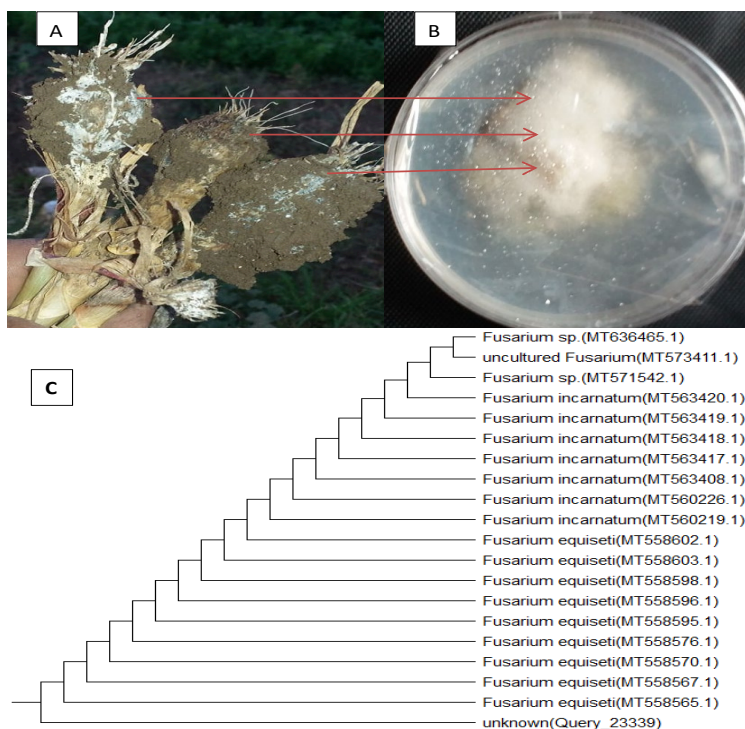 A
B
C
Fusarium sp.(MT636465.1)
uncultured Fusarium(MT573411.1)
Fusarium sp.(MT571542.1)
Fusarium incarnatum(MT563420.1)
Fusarium incarnatum(MT563419.1)
Fusarium incarnatum(MT563418.1)
Fusarium incarnatum(MT563417.1)
Fusarium incarnatum(MT563408.1)
Fusarium incarnatum(MT560226.1)
Fusarium incarnatum(MT560219.1)
Fusarium equiseti(MT558602.1)
Fusarium equiseti(MT558603.1)
Fusarium equiseti(MT558598.1)
Fusarium equiseti(MT558596.1)
Fusarium equiseti(MT558595.1)
Fusarium equiseti(MT558576.1)
Fusarium equiseti(MT558570.1)
Fusarium equiseti(MT558567.1)
Fusarium equiseti(MT558565.1)
unknown(Query_23339)